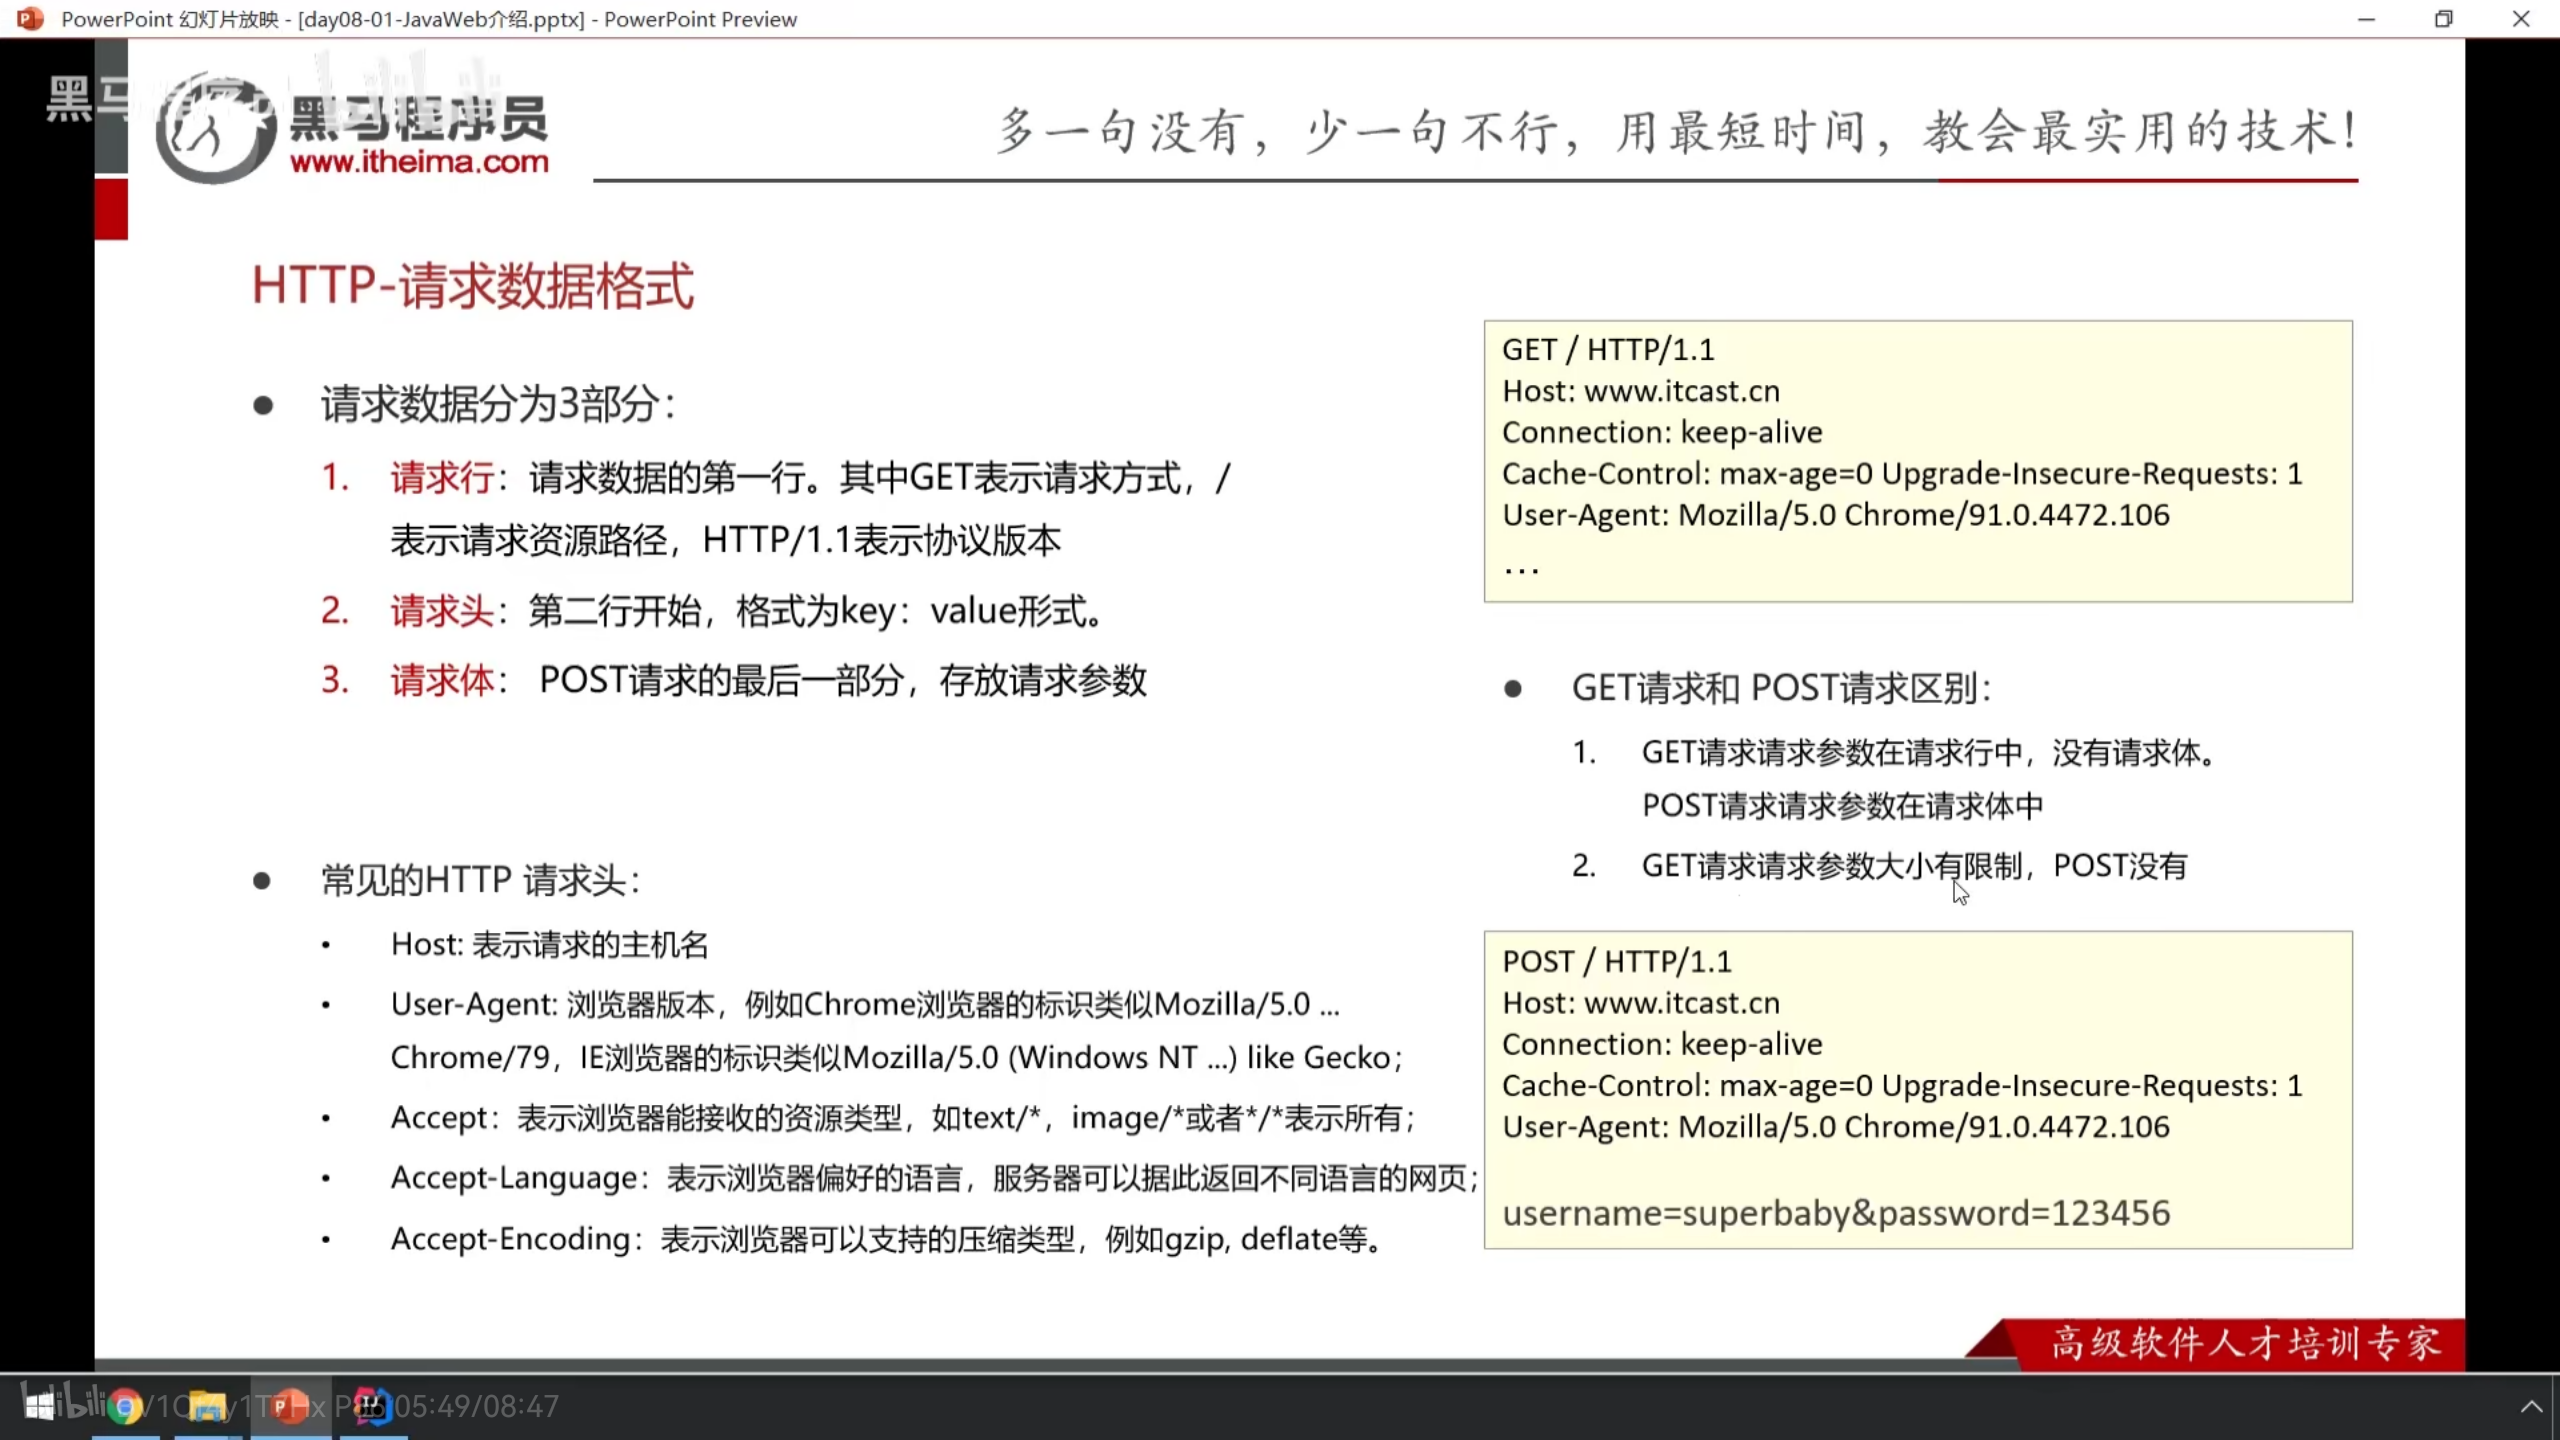 PowerPoint 幻灯片放映 - [day08-01-JavaWeb介绍.pptx] - PowerPoint Preview
黑马程序员
www.itheima.com
多一句没有，少一句不行，用最短时间，教会最实用的技术！
HTTP-请求数据格式
● 请求数据分为3部分：
1. 请求行：请求数据的第一行。其中GET表示请求方式，/
表示请求资源路径，HTTP/1.1表示协议版本
2. 请求头：第二行开始，格式为key：value形式。
3. 请求体： POST请求的最后一部分，存放请求参数
● 常见的HTTP 请求头：
• Host: 表示请求的主机名
• User-Agent: 浏览器版本，例如Chrome浏览器的标识类似Mozilla/5.0 ...
Chrome/79，IE浏览器的标识类似Mozilla/5.0 (Windows NT ...) like Gecko；
• Accept：表示浏览器能接收的资源类型，如text/*，image/*或者*/*表示所有；
• Accept-Language：表示浏览器偏好的语言，服务器可以据此返回不同语言的网页；
• Accept-Encoding：表示浏览器可以支持的压缩类型，例如gzip, deflate等。
GET / HTTP/1.1
Host: www.itcast.cn
Connection: keep-alive
Cache-Control: max-age=0 Upgrade-Insecure-Requests: 1
User-Agent: Mozilla/5.0 Chrome/91.0.4472.106
…
● GET请求和 POST请求区别：
1. GET请求请求参数在请求行中，没有请求体。
POST请求请求参数在请求体中
2. GET请求请求参数大小有限制，POST没有
POST / HTTP/1.1
Host: www.itcast.cn
Connection: keep-alive
Cache-Control: max-age=0 Upgrade-Insecure-Requests: 1
User-Agent: Mozilla/5.0 Chrome/91.0.4472.106
username=superbaby&password=123456
高级软件人才培训专家
bilibili
05:49/08:47